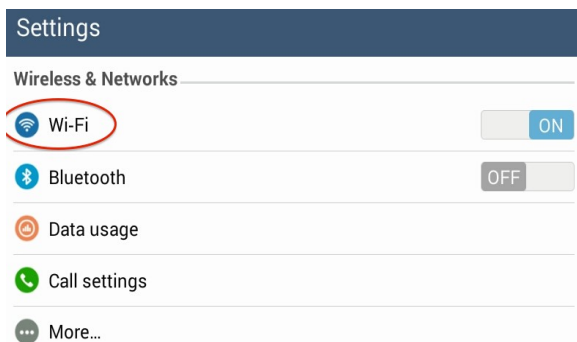 Settings
Wireless & Networks
Wi-Fi ON
Bluetooth OFF
Data usage
Call settings
More...